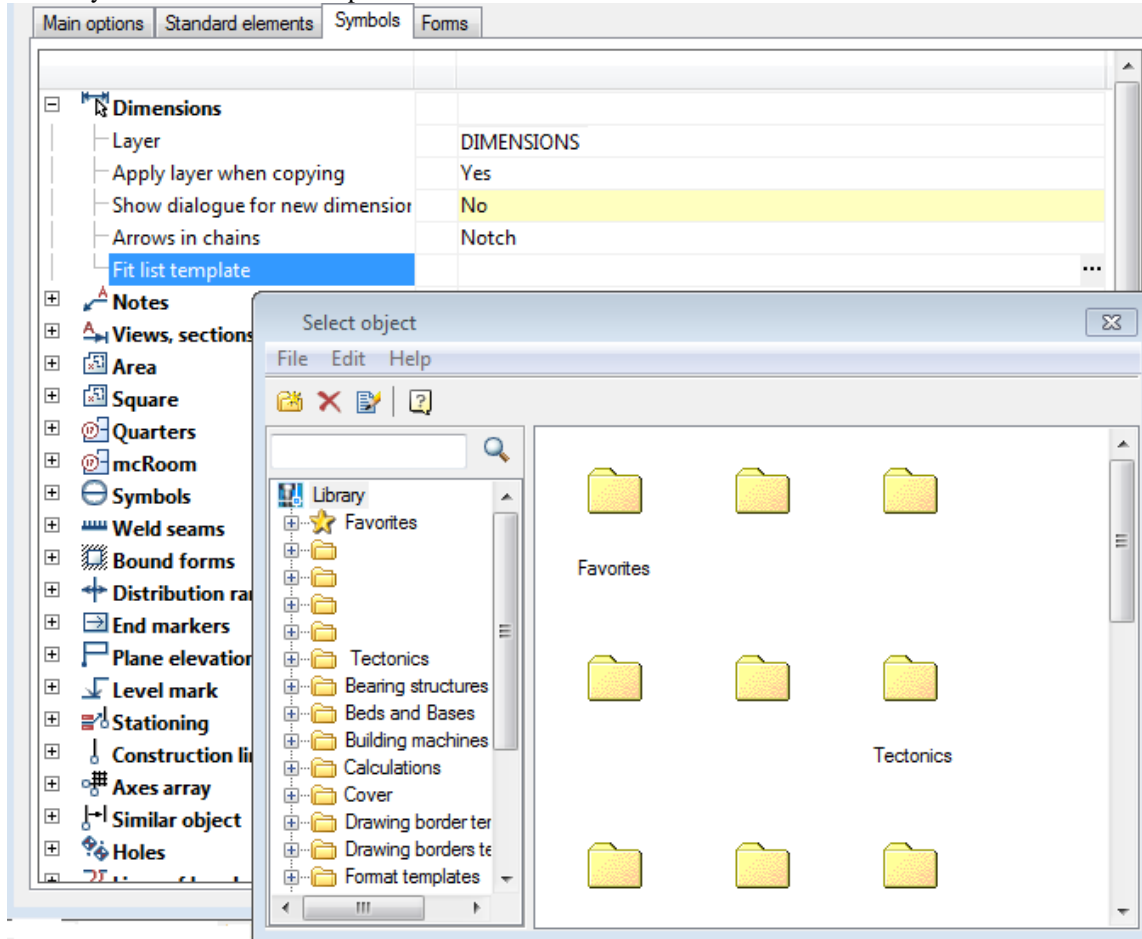 Main options Standard elements Symbols Forms
Dimensions
Layer DIMENSIONS
Apply layer when copying Yes
Show dialogue for new dimension No
Arrows in chains Notch
Fit list template ...
Notes
Views, sections
Area
Square
Quarters
mcRoom
Symbols
Weld seams
Bound forms
Distribution ra
End markers
Plane elevation
Level mark
Stationing
Construction li
Axes array
Similar object
Holes
Select object
File Edit Help
Library
Favorites
Tectonics
Bearing structures
Beds and Bases
Building machines
Calculations
Cover
Drawing border ter
Drawing borders te
Format templates
Favorites
Tectonics